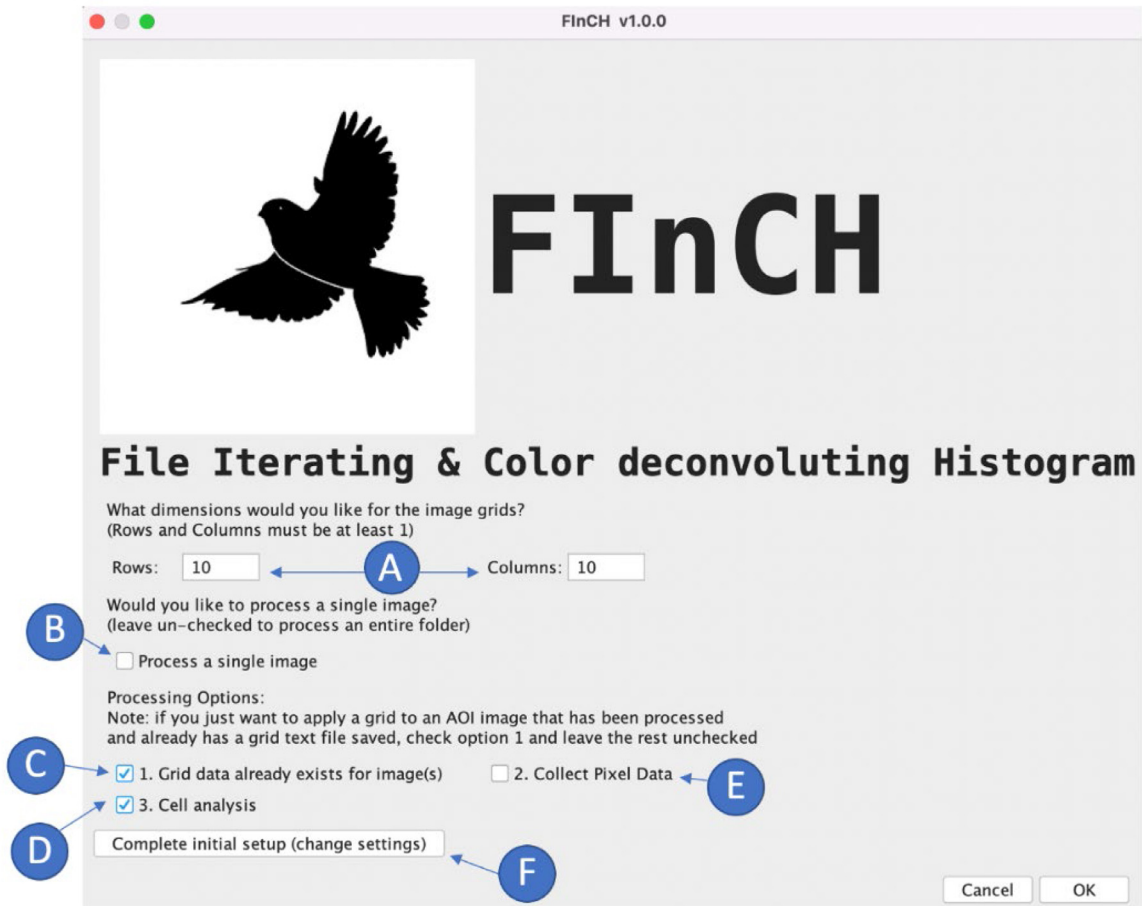 FInCH v1.0.0
FInCH
File Iterating & Color deconvoluting Histogram
What dimensions would you like for the image grids?
(Rows and Columns must be at least 1)
Rows: 10 A Columns: 10
Would you like to process a single image?
(leave un-checked to process an entire folder)
B
Process a single image
Processing Options:
Note: if you just want to apply a grid to an AOI image that has been processed
and already has a grid text file saved, check option 1 and leave the rest unchecked
C 1. Grid data already exists for image(s) 2. Collect Pixel Data E
3. Cell analysis
D Complete initial setup (change settings)
F
Cancel OK